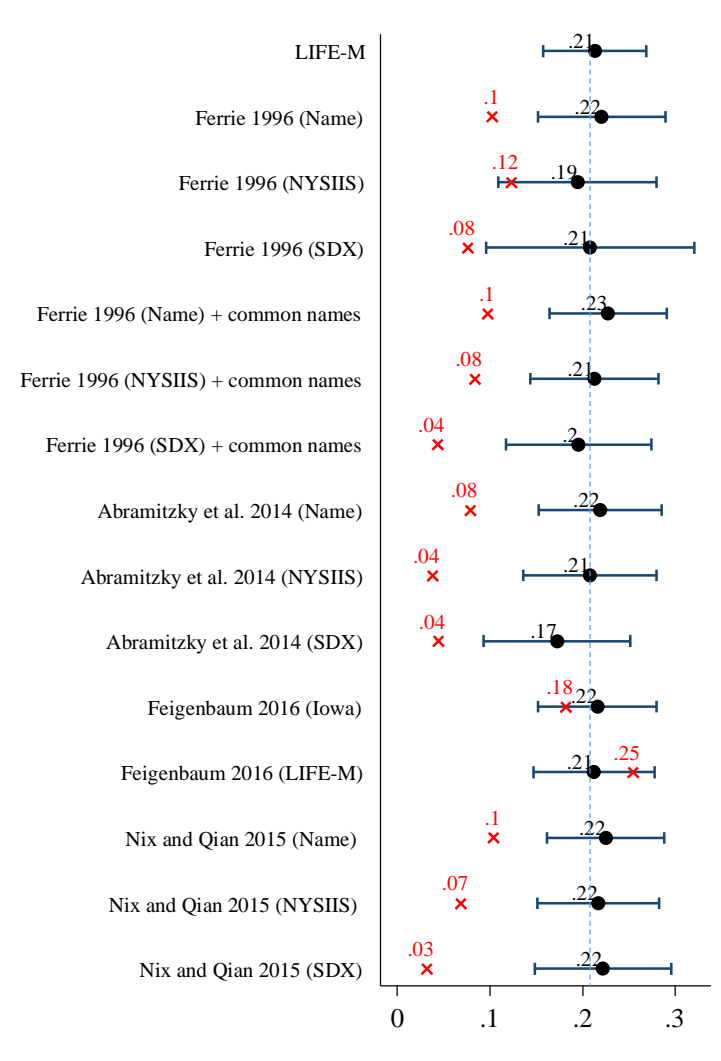 LIFE-M .21
.1
Ferrie 1996 (Name) .22
.12
Ferrie 1996 (NYSIIS) .19
.08
Ferrie 1996 (SDX) .21
.1
Ferrie 1996 (Name) + common names .23
.08
Ferrie 1996 (NYSIIS) + common names .21
.04
Ferrie 1996 (SDX) + common names .2
.08
Abramitzky et al. 2014 (Name) .22
.04
Abramitzky et al. 2014 (NYSIIS) .21
.04
Abramitzky et al. 2014 (SDX) .17
.18
Feigenbaum 2016 (Iowa) .22
.25
Feigenbaum 2016 (LIFE-M) .21
.1
Nix and Qian 2015 (Name) .22
.07
Nix and Qian 2015 (NYSIIS) .22
.03
Nix and Qian 2015 (SDX) .22
0 .1 .2 .3